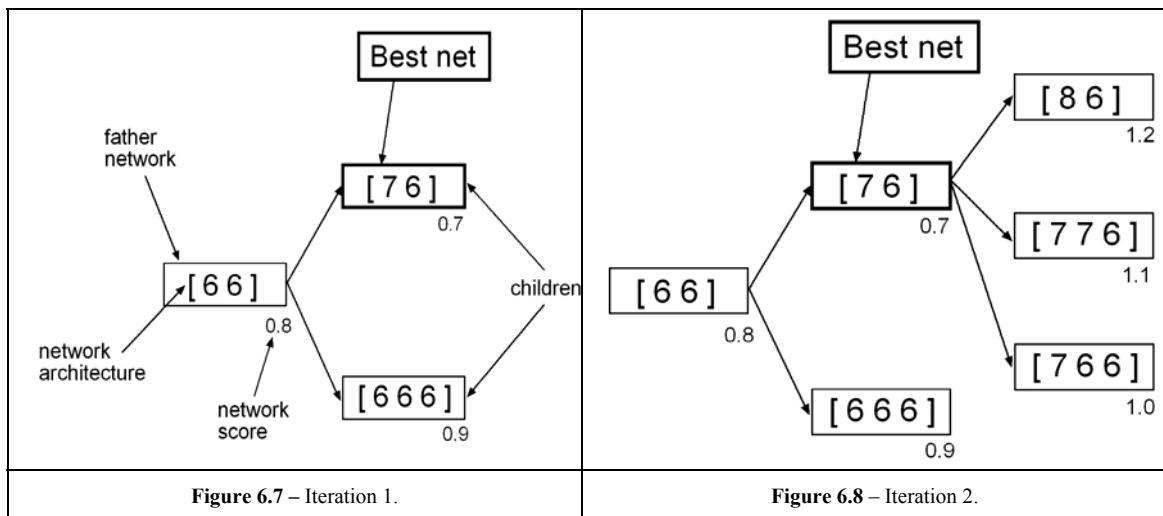 Best net
father
network
[ 7 6 ]
0.7
[ 6 6 ]
0.8
children
network
architecture
network
score
[ 6 6 6 ]
0.9
Figure 6.7 – Iteration 1.
Best net
[ 8 6 ]
1.2
[ 7 6 ]
0.7
[ 7 7 6 ]
1.1
[ 6 6 ]
0.8
[ 7 6 6 ]
1.0
[ 6 6 6 ]
0.9
Figure 6.8 – Iteration 2.